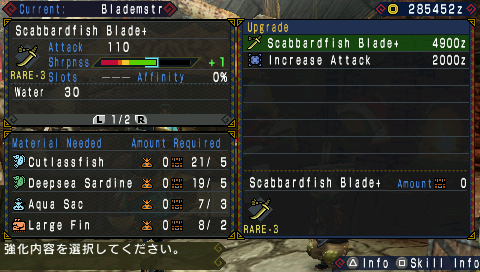 Current: Blademstr
285452z
Scabbardfish Blade+
Attack 110
Shrpnss +1
RARE-3 Slots --- Affinity 0%
Water 30
L 1/2 R
Upgrade
Scabbardfish Blade+ 4900z
Increase Attack 2000z
Material Needed Amount Required
Cutlassfish 0 21/ 5
Deepsea Sardine 0 19/ 5
Aqua Sac 0 7/ 3
Large Fin 0 8/ 2
Scabbardfish Blade+ Amount 0
RARE-3
強化内容を選択してください。
Info Skill Info